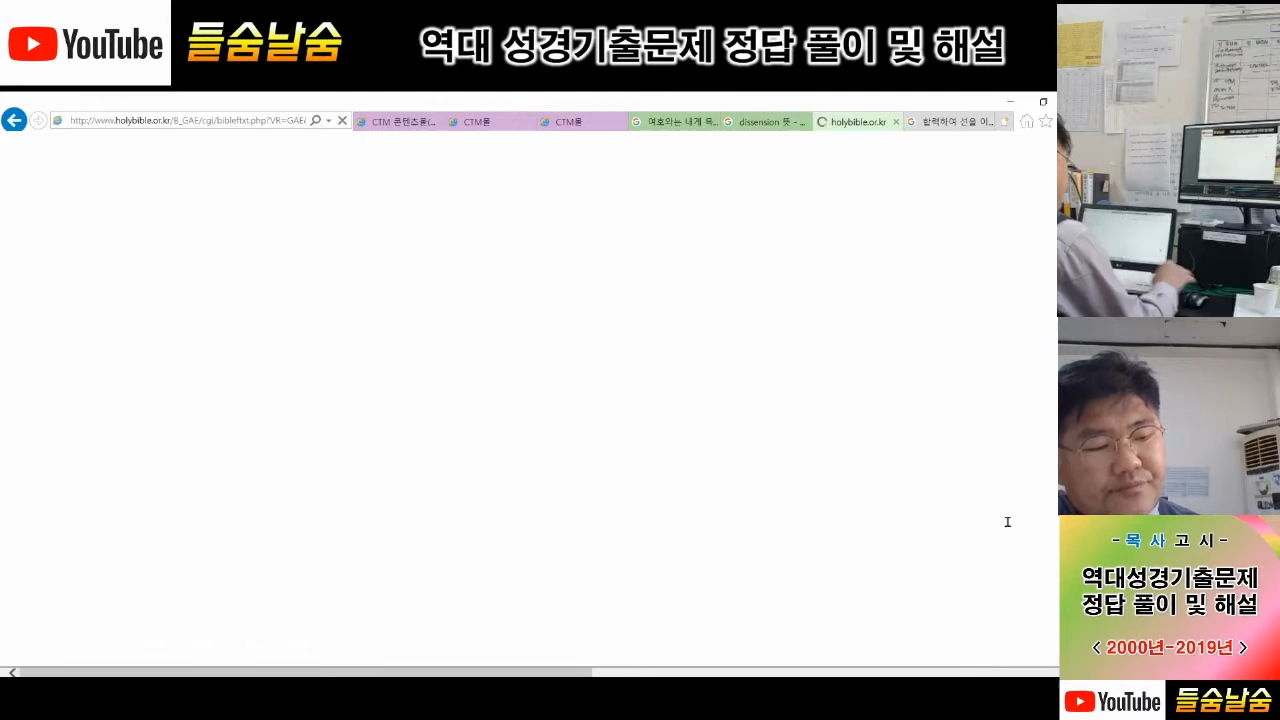 YouTube 들숨날숨 역대 성경기출문제 정답 풀이 및 해설
http://www.holybible.or.kr/B_GAE/cgi/bibleftxt.php?VR=GAE&
CTM 콘텐츠몰(...
CTM몰
CTM몰
여호와는 내게 목...
dissension 뜻 - ...
holybible.or.kr
합력하여 선을 이...
- 목 사 고 시 -
역대성경기출문제
정답 풀이 및 해설
< 2000년-2019년 >
YouTube 들숨날숨